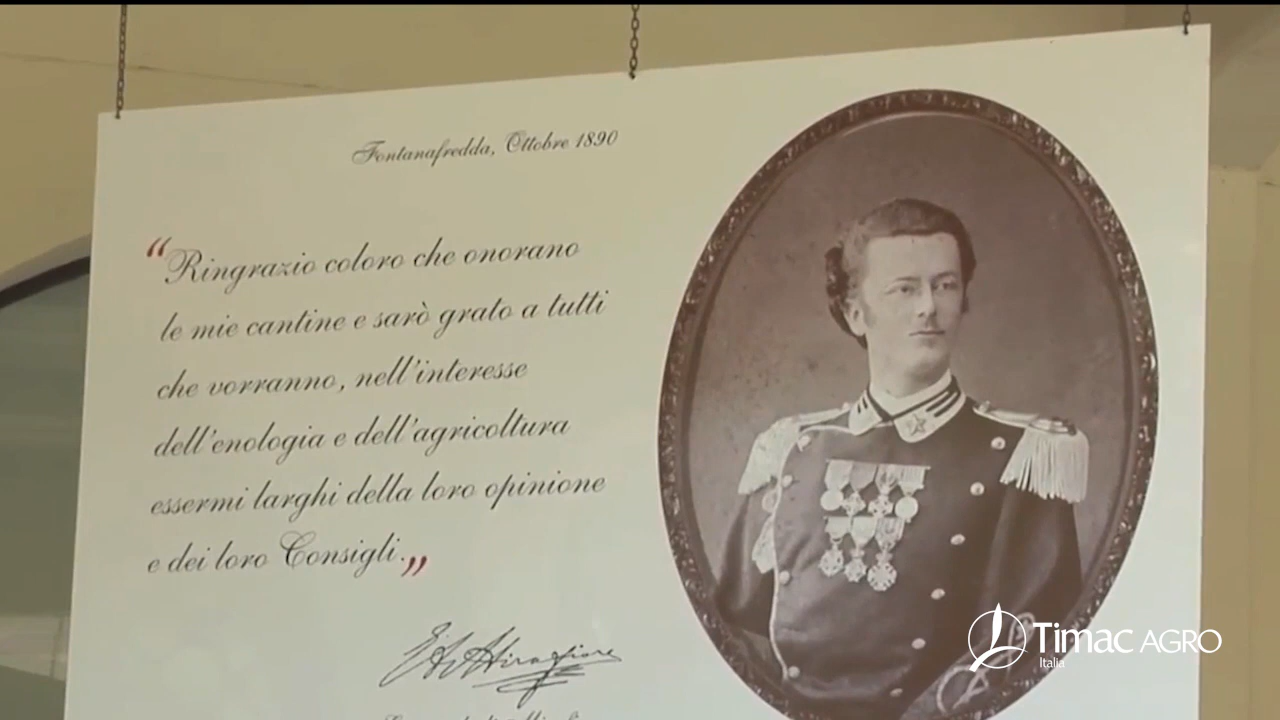 Fontanafredda, Ottobre 1890
“Ringrazio coloro che onorano
le mie cantine e sarò grato a tutti
che vorranno, nell'interesse
dell'enologia e dell'agricoltura
essermi larghi della loro opinione
e dei loro Consigli.„
Timac AGRO
Italia